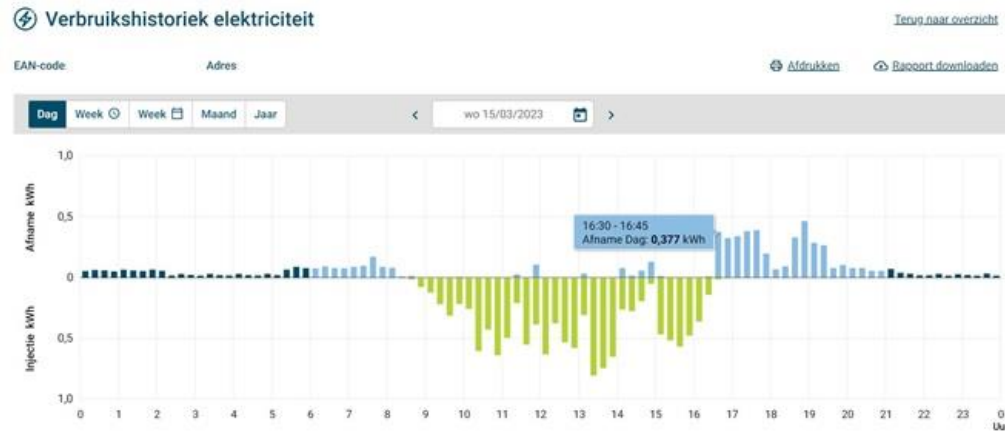 Verbruikshistoriek elektriciteit
Terug naar overzicht
EAN-code
Adres
Afdrukken
Rapport downloaden
Dag Week Week Maand Jaar
wo 15/03/2023
1,0
0,5
0
0,5
1,0
Afname kWh
Injectie kWh
16:30 - 16:45
Afname Dag: 0,377 kWh
0 1 2 3 4 5 6 7 8 9 10 11 12 13 14 15 16 17 18 19 20 21 22 23 0